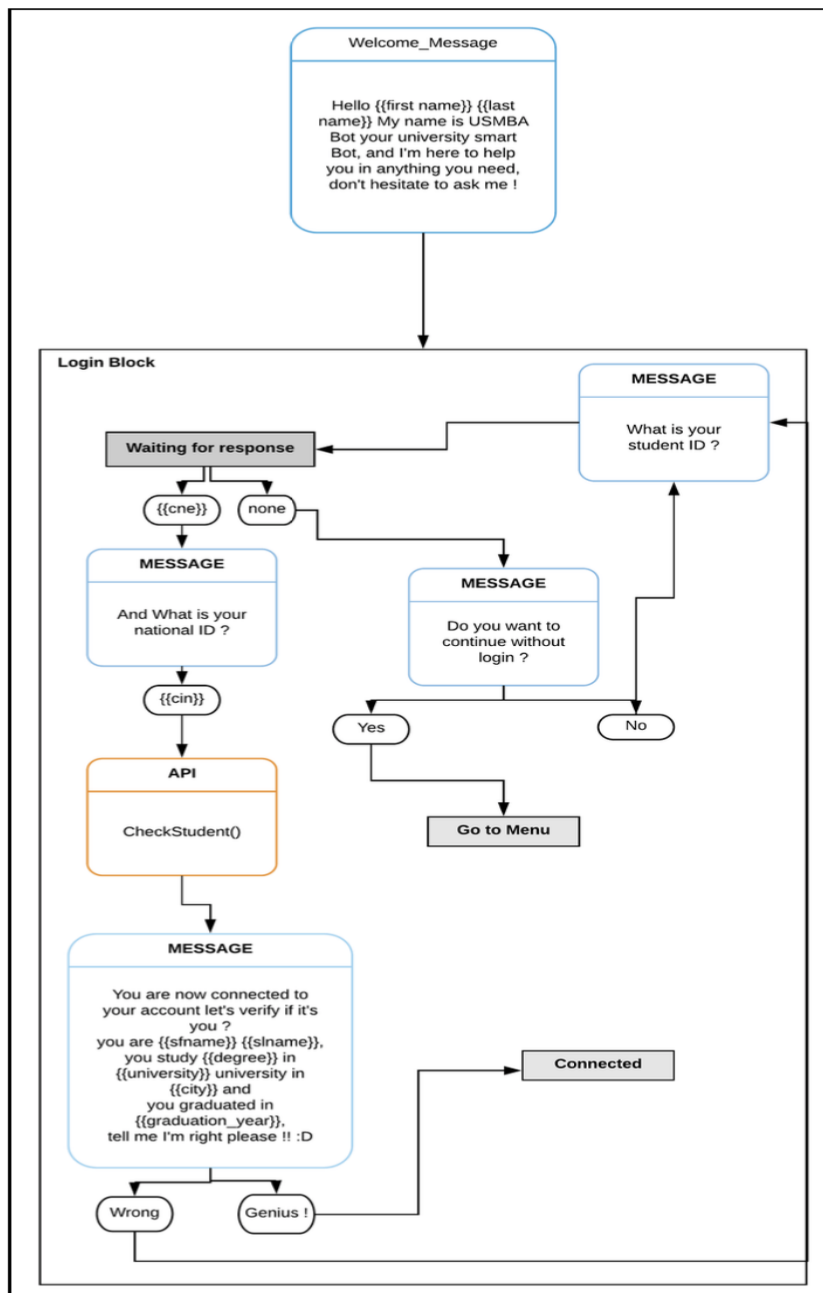 Welcome_Message
Hello {{first name}} {{last
name}} My name is USMBA
Bot your university smart
Bot, and I'm here to help
you in anything you need,
don't hesitate to ask me !
Login Block
MESSAGE
What is your
student ID ?
Waiting for response
{{cne}}
none
MESSAGE
And What is your
national ID ?
MESSAGE
Do you want to
continue without
login ?
{{cin}}
Yes
No
API
CheckStudent()
Go to Menu
MESSAGE
You are now connected to
your account let's verify if it's
you ?
you are {{sfname}} {{slname}},
you study {{degree}} in
{{university}} university in
{{city}} and
you graduated in
{{graduation_year}},
tell me I'm right please !! :D
Connected
Wrong
Genius !